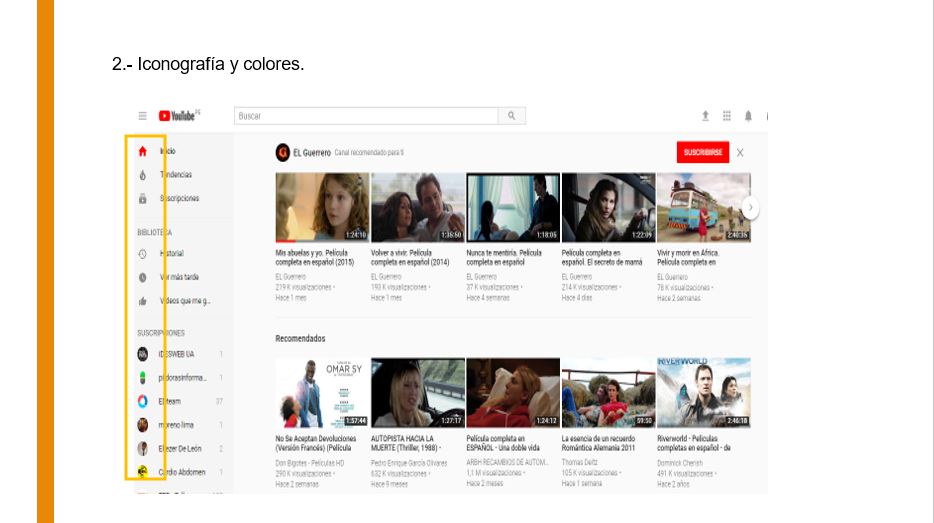 2.- Iconografía y colores.
YouTube PE
Buscar
Inicio
Tendencias
Suscripciones
BIBLIOTECA
Historial
Ver más tarde
Videos que me g...
SUSCRIPCIONES
IDESWEB UA 1
pildorasinforma... 1
EDteam 37
moreno lima 1
Eliezer De León 2
Cardio Abdomen 1
EL Guerrero Canal recomendado para ti
SUSCRIBIRSE
1:24:10
1:35:50
1:18:05
1:22:09
2:40:35
Mis abuelas y yo. Película
completa en español (2015)
EL Guerrero
219 K visualizaciones •
Hace 1 mes
Volver a vivir. Película
completa en español (2014)
EL Guerrero
193 K visualizaciones •
Hace 1 mes
Nunca te mentiría. Película
completa en español
EL Guerrero
37 K visualizaciones •
Hace 4 semanas
Película completa en
español. El secreto de mamá
EL Guerrero
214 K visualizaciones •
Hace 4 días
Vivir y morir en África.
Película completa en
EL Guerrero
78 K visualizaciones •
Hace 2 semanas
Recomendados
OMAR SY
1:57:44
1:27:17
1:24:12
59:50
RIVERWORLD
2:46:18
No Se Aceptan Devoluciones
(Versión Francés) (Película
Don Bigotes - Películas HD
290 K visualizaciones •
Hace 2 semanas
AUTOPISTA HACIA LA
MUERTE (Thriller, 1988) -
Pedro Enrique García Olivares
632 K visualizaciones •
Hace 9 meses
Película completa en
ESPAÑOL - Una doble vida
ARBH RECAMBIOS DE AUTOM...
1,1 M visualizaciones •
Hace 2 meses
La esencia de un recuerdo
Romántica Alemania 2011
Thomas Deitz
105 K visualizaciones •
Hace 1 semana
Riverworld - Peliculas
completas en español - de
Dominick Cherish
491 K visualizaciones •
Hace 2 años